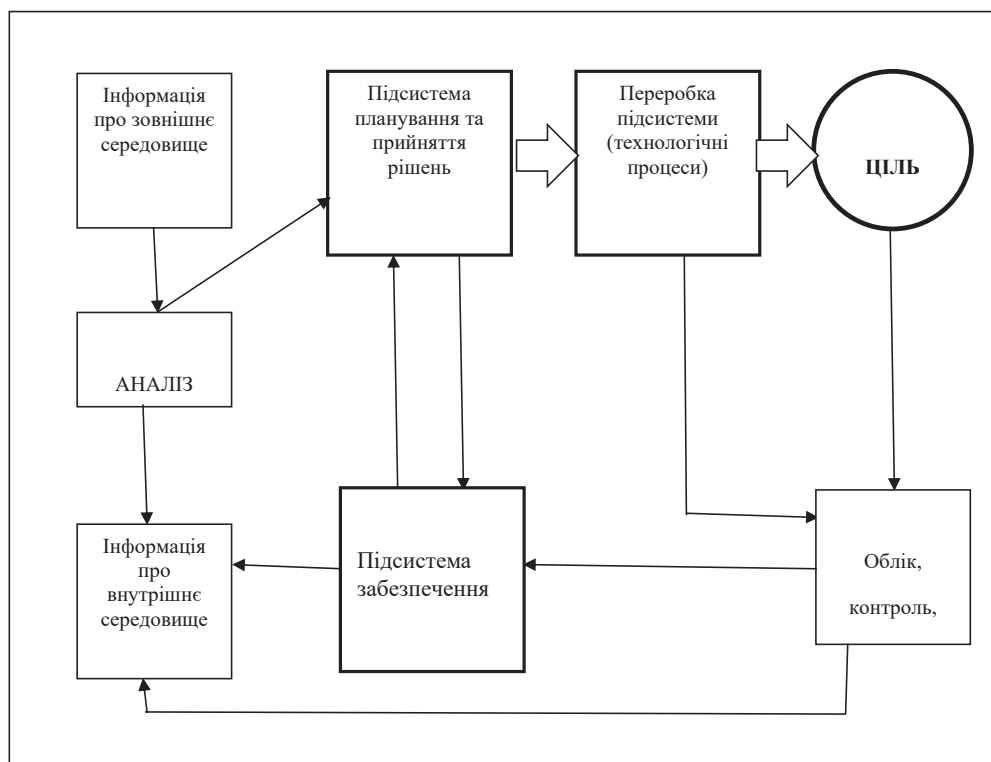 Інформація
про зовнішнє
середовище
Підсистема
планування та
прийняття
рішень
Переробка
підсистеми
(технологічні
процеси)
ЦІЛЬ
АНАЛІЗ
Інформація
про
внутрішнє
середовище
Підсистема
забезпечення
Облік,
контроль,